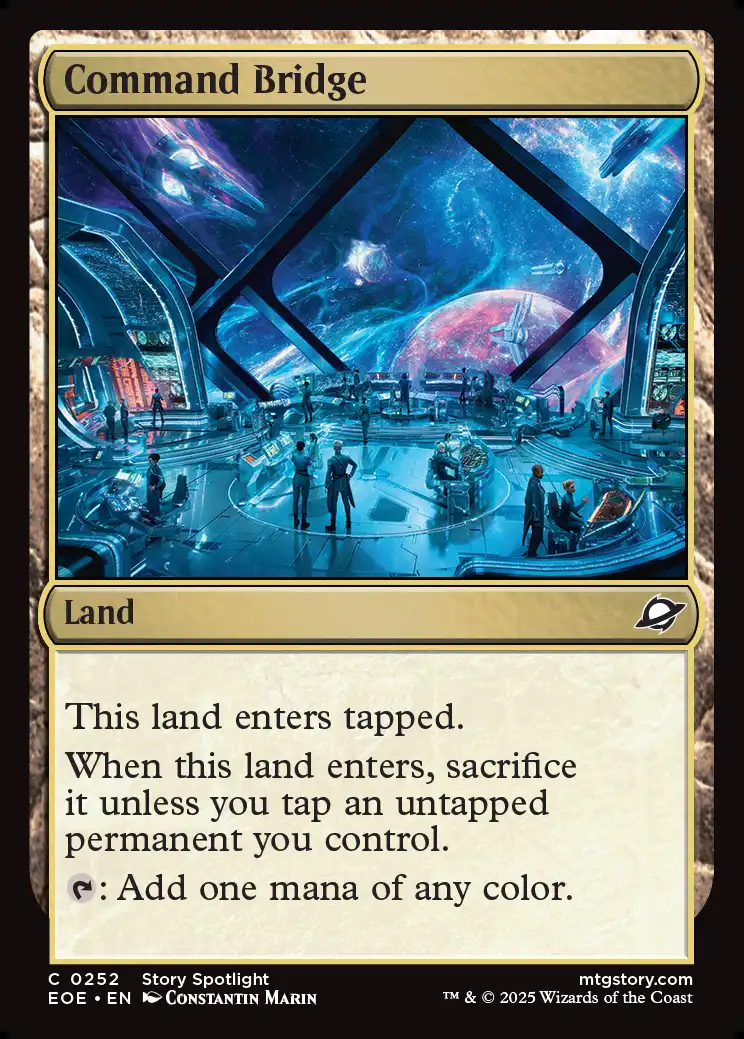 Command Bridge
Land
This land enters tapped.
When this land enters, sacrifice
it unless you tap an untapped
permanent you control.
: Add one mana of any color.
C 0252 Story Spotlight mtgstory.com
EOE • EN Constantin Marin ™ & © 2025 Wizards of the Coast